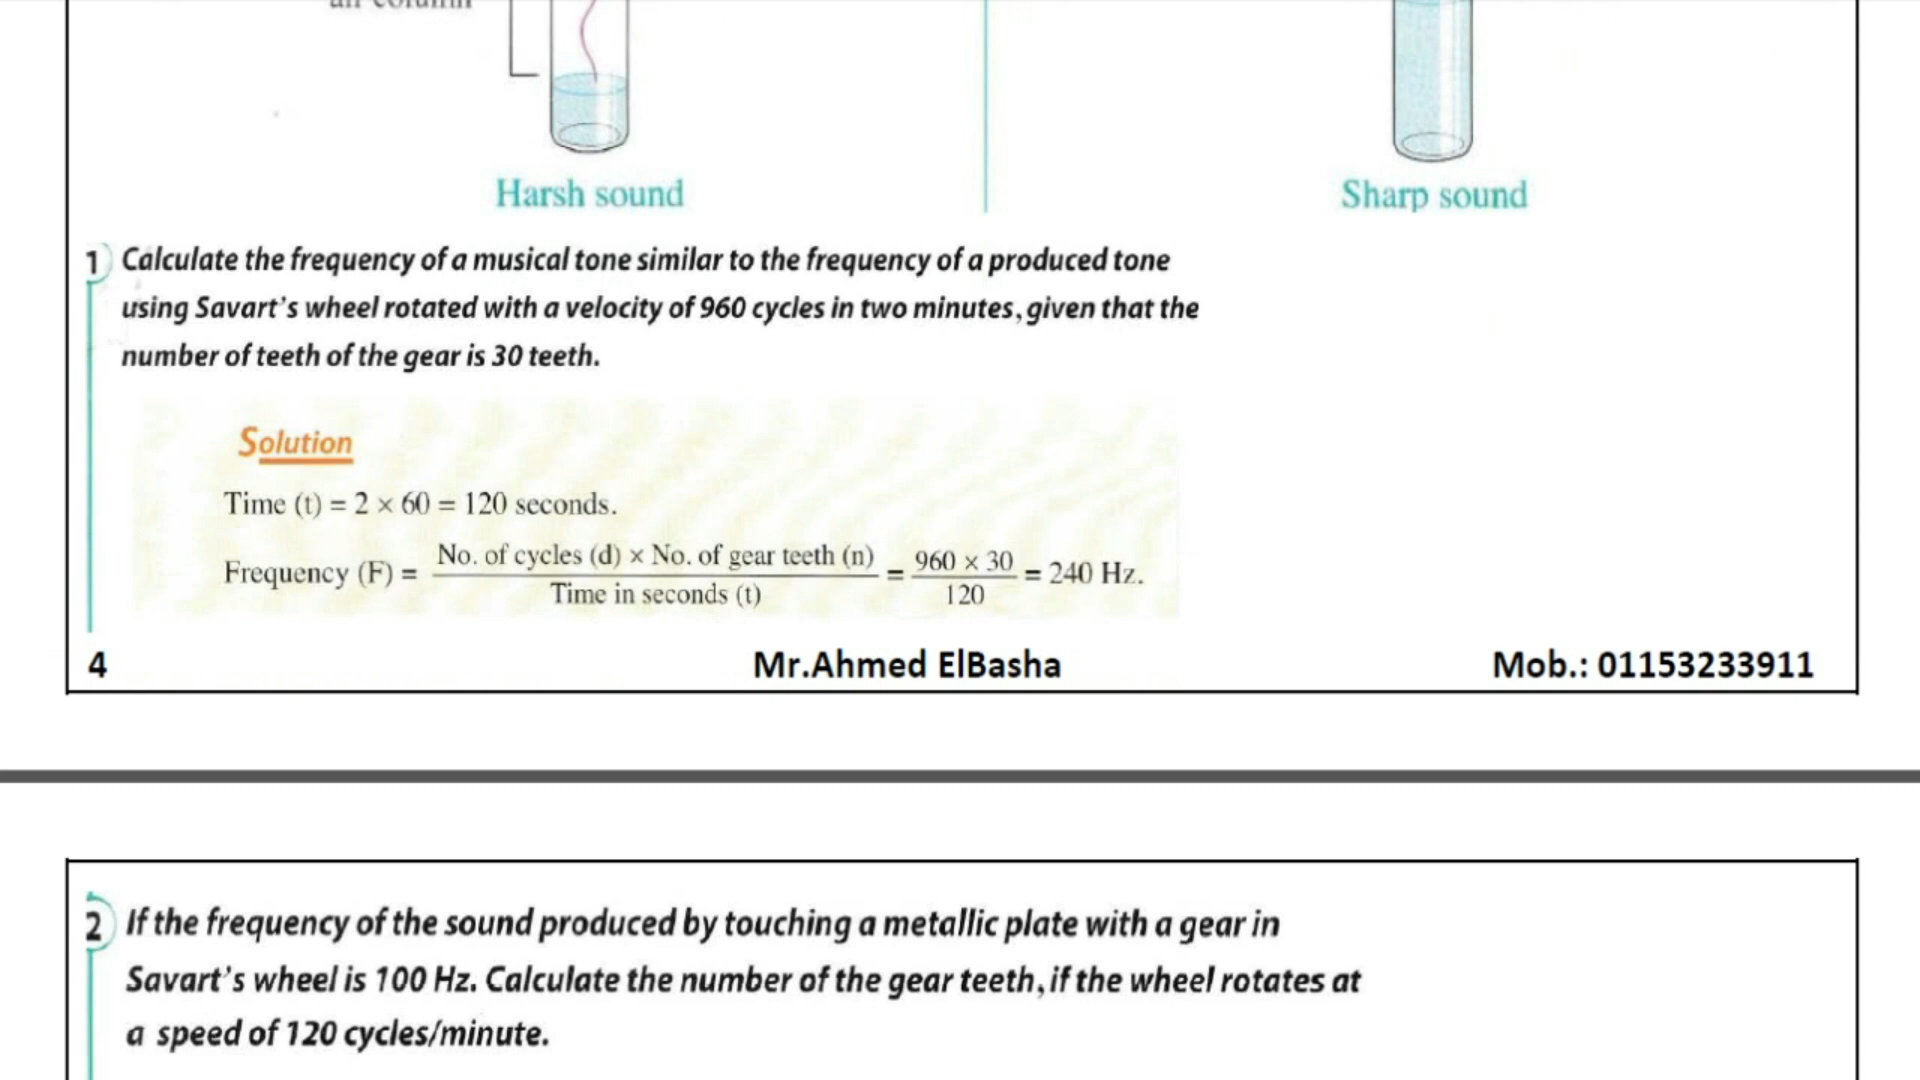 Harsh sound
Sharp sound
1 Calculate the frequency of a musical tone similar to the frequency of a produced tone
using Savart's wheel rotated with a velocity of 960 cycles in two minutes, given that the
number of teeth of the gear is 30 teeth.
Solution
Time (t) = 2 × 60 = 120 seconds.
Frequency (F) = No. of cycles (d) × No. of gear teeth (n) / Time in seconds (t) = 960 × 30 / 120 = 240 Hz.
4 Mr.Ahmed ElBasha Mob.: 01153233911
2 If the frequency of the sound produced by touching a metallic plate with a gear in
Savart's wheel is 100 Hz. Calculate the number of the gear teeth, if the wheel rotates at
a speed of 120 cycles/minute.